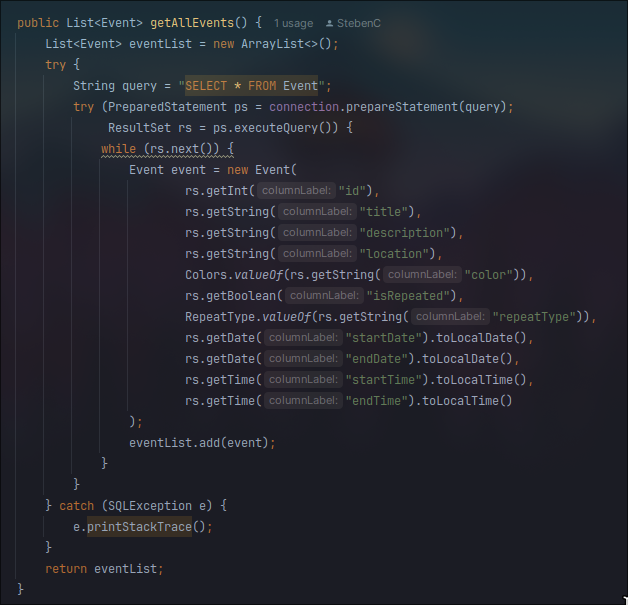 public List<Event> getAllEvents() { 1 usage StebenC
List<Event> eventList = new ArrayList<>();
try {
String query = "SELECT * FROM Event";
try (PreparedStatement ps = connection.prepareStatement(query);
ResultSet rs = ps.executeQuery()) {
while (rs.next()) {
Event event = new Event(
rs.getInt( columnLabel: "id"),
rs.getString( columnLabel: "title"),
rs.getString( columnLabel: "description"),
rs.getString( columnLabel: "location"),
Colors.valueOf(rs.getString( columnLabel: "color")),
rs.getBoolean( columnLabel: "isRepeated"),
RepeatType.valueOf(rs.getString( columnLabel: "repeatType")),
rs.getDate( columnLabel: "startDate").toLocalDate(),
rs.getDate( columnLabel: "endDate").toLocalDate(),
rs.getTime( columnLabel: "startTime").toLocalTime(),
rs.getTime( columnLabel: "endTime").toLocalTime()
);
eventList.add(event);
}
}
} catch (SQLException e) {
e.printStackTrace();
}
return eventList;
}